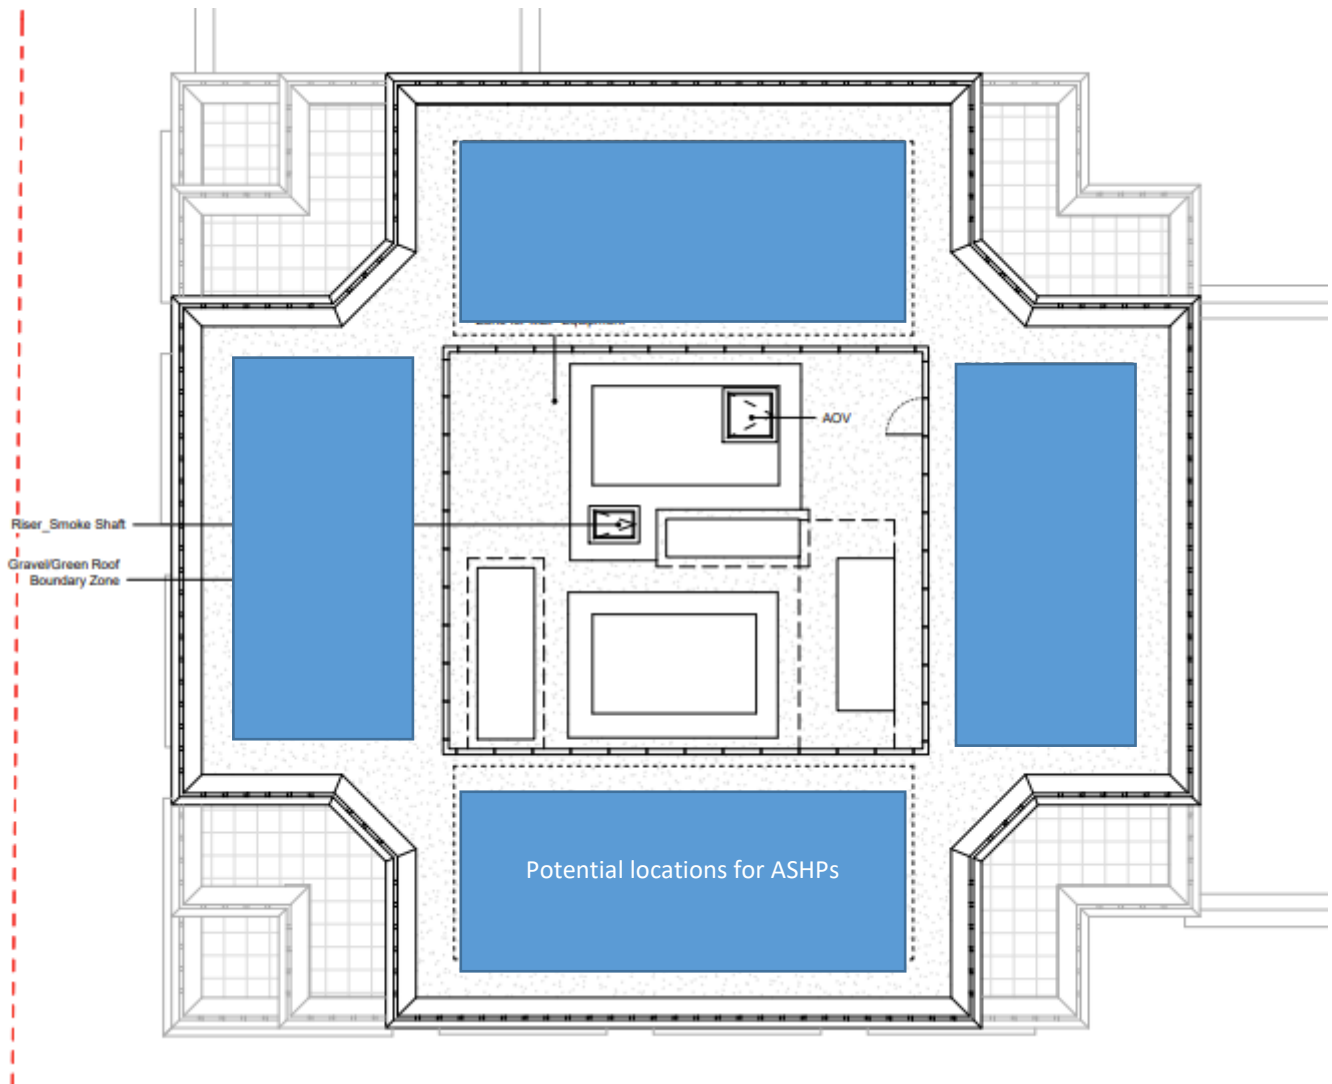 AOV
Riser_Smoke Shaft
Gravel/Green Roof
Boundary Zone
Potential locations for ASHPs